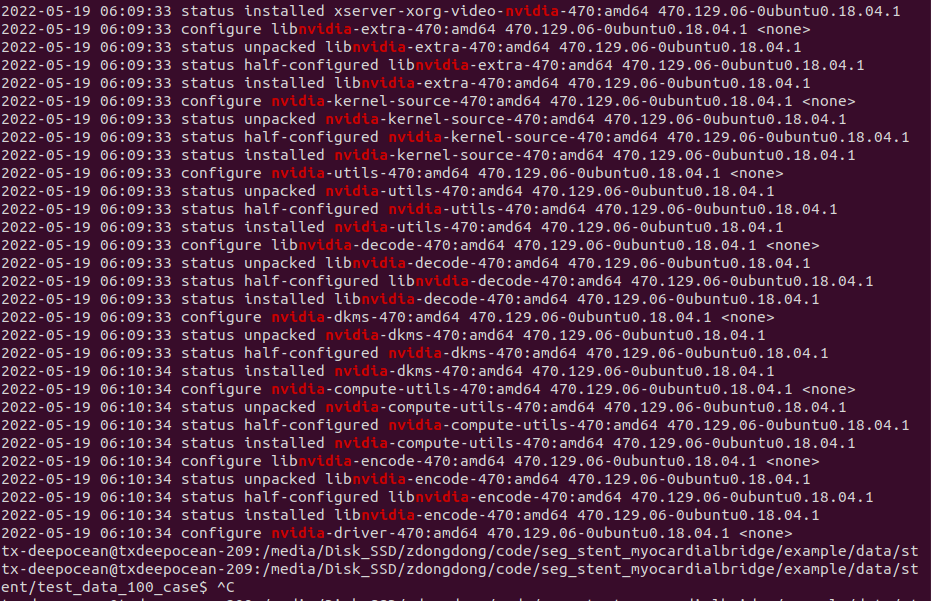 2022-05-19 06:09:33 status installed xserver-xorg-video-nvidia-470:amd64 470.129.06-0ubuntu0.18.04.1
2022-05-19 06:09:33 configure libnvidia-extra-470:amd64 470.129.06-0ubuntu0.18.04.1 <none>
2022-05-19 06:09:33 status unpacked libnvidia-extra-470:amd64 470.129.06-0ubuntu0.18.04.1
2022-05-19 06:09:33 status half-configured libnvidia-extra-470:amd64 470.129.06-0ubuntu0.18.04.1
2022-05-19 06:09:33 status installed libnvidia-extra-470:amd64 470.129.06-0ubuntu0.18.04.1
2022-05-19 06:09:33 configure nvidia-kernel-source-470:amd64 470.129.06-0ubuntu0.18.04.1 <none>
2022-05-19 06:09:33 status unpacked nvidia-kernel-source-470:amd64 470.129.06-0ubuntu0.18.04.1
2022-05-19 06:09:33 status half-configured nvidia-kernel-source-470:amd64 470.129.06-0ubuntu0.18.04.1
2022-05-19 06:09:33 status installed nvidia-kernel-source-470:amd64 470.129.06-0ubuntu0.18.04.1
2022-05-19 06:09:33 configure nvidia-utils-470:amd64 470.129.06-0ubuntu0.18.04.1 <none>
2022-05-19 06:09:33 status unpacked nvidia-utils-470:amd64 470.129.06-0ubuntu0.18.04.1
2022-05-19 06:09:33 status half-configured nvidia-utils-470:amd64 470.129.06-0ubuntu0.18.04.1
2022-05-19 06:09:33 status installed nvidia-utils-470:amd64 470.129.06-0ubuntu0.18.04.1
2022-05-19 06:09:33 configure libnvidia-decode-470:amd64 470.129.06-0ubuntu0.18.04.1 <none>
2022-05-19 06:09:33 status unpacked libnvidia-decode-470:amd64 470.129.06-0ubuntu0.18.04.1
2022-05-19 06:09:33 status half-configured libnvidia-decode-470:amd64 470.129.06-0ubuntu0.18.04.1
2022-05-19 06:09:33 status installed libnvidia-decode-470:amd64 470.129.06-0ubuntu0.18.04.1
2022-05-19 06:09:33 configure nvidia-dkms-470:amd64 470.129.06-0ubuntu0.18.04.1 <none>
2022-05-19 06:09:33 status unpacked nvidia-dkms-470:amd64 470.129.06-0ubuntu0.18.04.1
2022-05-19 06:09:33 status half-configured nvidia-dkms-470:amd64 470.129.06-0ubuntu0.18.04.1
2022-05-19 06:10:34 status installed nvidia-dkms-470:amd64 470.129.06-0ubuntu0.18.04.1
2022-05-19 06:10:34 configure nvidia-compute-utils-470:amd64 470.129.06-0ubuntu0.18.04.1 <none>
2022-05-19 06:10:34 status unpacked nvidia-compute-utils-470:amd64 470.129.06-0ubuntu0.18.04.1
2022-05-19 06:10:34 status half-configured nvidia-compute-utils-470:amd64 470.129.06-0ubuntu0.18.04.1
2022-05-19 06:10:34 status installed nvidia-compute-utils-470:amd64 470.129.06-0ubuntu0.18.04.1
2022-05-19 06:10:34 configure libnvidia-encode-470:amd64 470.129.06-0ubuntu0.18.04.1 <none>
2022-05-19 06:10:34 status unpacked libnvidia-encode-470:amd64 470.129.06-0ubuntu0.18.04.1
2022-05-19 06:10:34 status half-configured libnvidia-encode-470:amd64 470.129.06-0ubuntu0.18.04.1
2022-05-19 06:10:34 status installed libnvidia-encode-470:amd64 470.129.06-0ubuntu0.18.04.1
2022-05-19 06:10:34 configure nvidia-driver-470:amd64 470.129.06-0ubuntu0.18.04.1 <none>
tx-deepocean@txdeepocean-209:/media/Disk_SSD/zdongdong/code/seg_stent_myocardialbridge/example/data/st
tx-deepocean@txdeepocean-209:/media/Disk_SSD/zdongdong/code/seg_stent_myocardialbridge/example/data/st
ent/test_data_100_case$ ^C